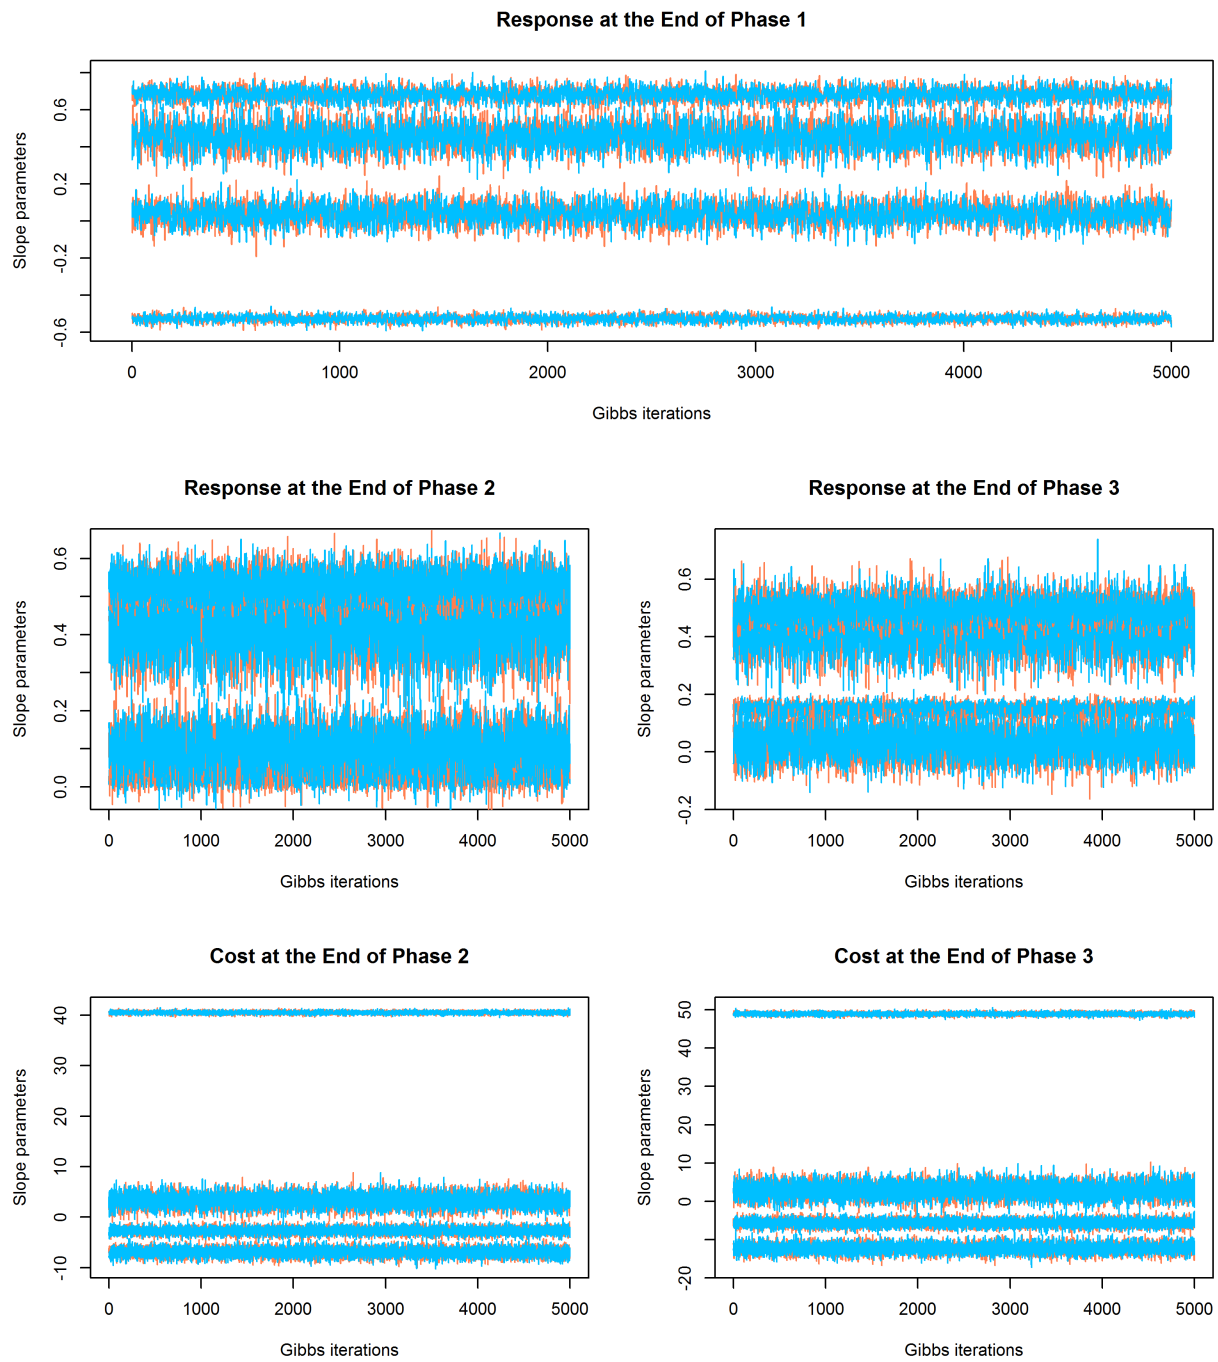 Response at the End of Phase 1
Slope parameters
0.6
0.2
-0.2
-0.6
0 1000 2000 3000 4000 5000
Gibbs iterations
Response at the End of Phase 2
Slope parameters
0.6
0.4
0.2
0.0
0 1000 2000 3000 4000 5000
Gibbs iterations
Response at the End of Phase 3
Slope parameters
0.6
0.4
0.2
0.0
-0.2
0 1000 2000 3000 4000 5000
Gibbs iterations
Cost at the End of Phase 2
Slope parameters
40
30
20
10
0
-10
0 1000 2000 3000 4000 5000
Gibbs iterations
Cost at the End of Phase 3
Slope parameters
50
40
30
20
10
0
-20
0 1000 2000 3000 4000 5000
Gibbs iterations